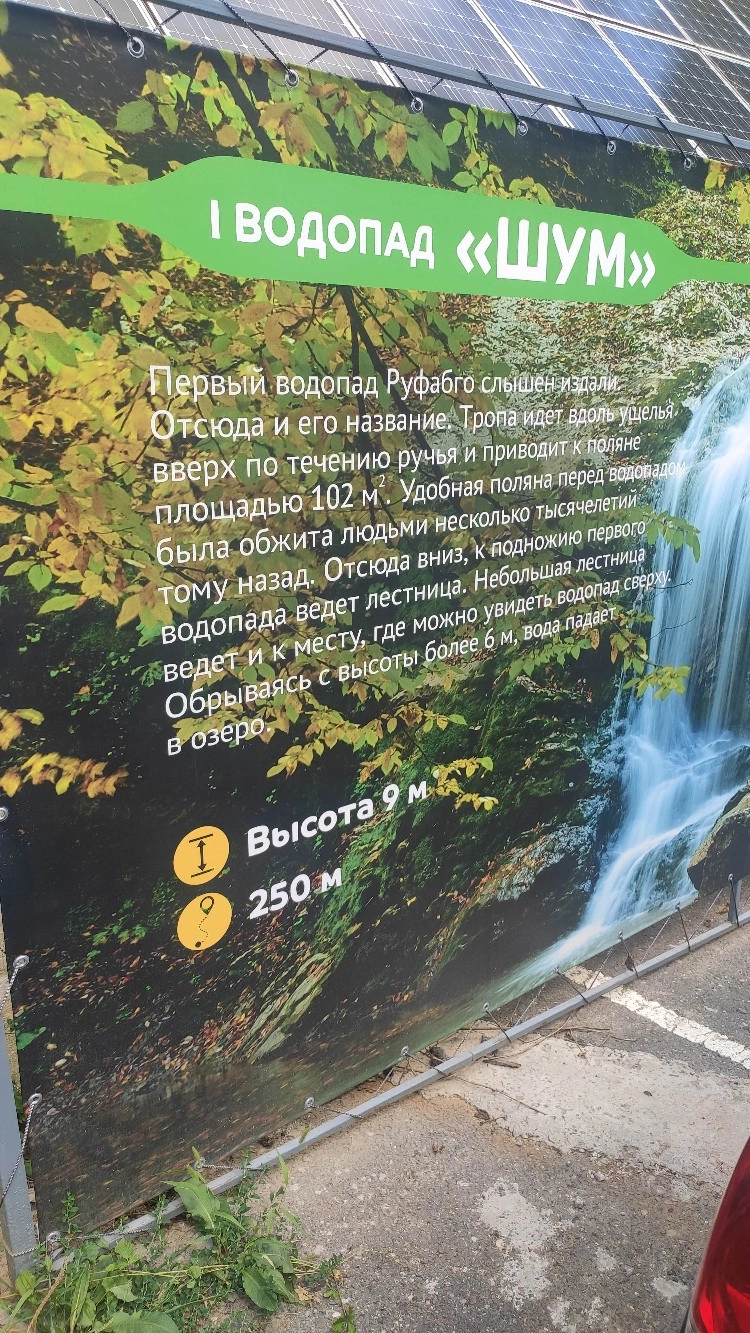 I ВОДОПАД «ШУМ»
Первый водопад Руфабго слышен издали.
Отсюда и его название. Тропа идет вдоль ущелья
вверх по течению ручья и приводит к поляне
площадью 102 м². Удобная поляна перед водопадом
была обжита людьми несколько тысячелетий
тому назад. Отсюда вниз, к подножию первого
водопада ведет лестница. Небольшая лестница
ведет и к месту, где можно увидеть водопад сверху.
Обрываясь с высоты более 6 м, вода падает
в озеро.
Высота 9 м
250 м